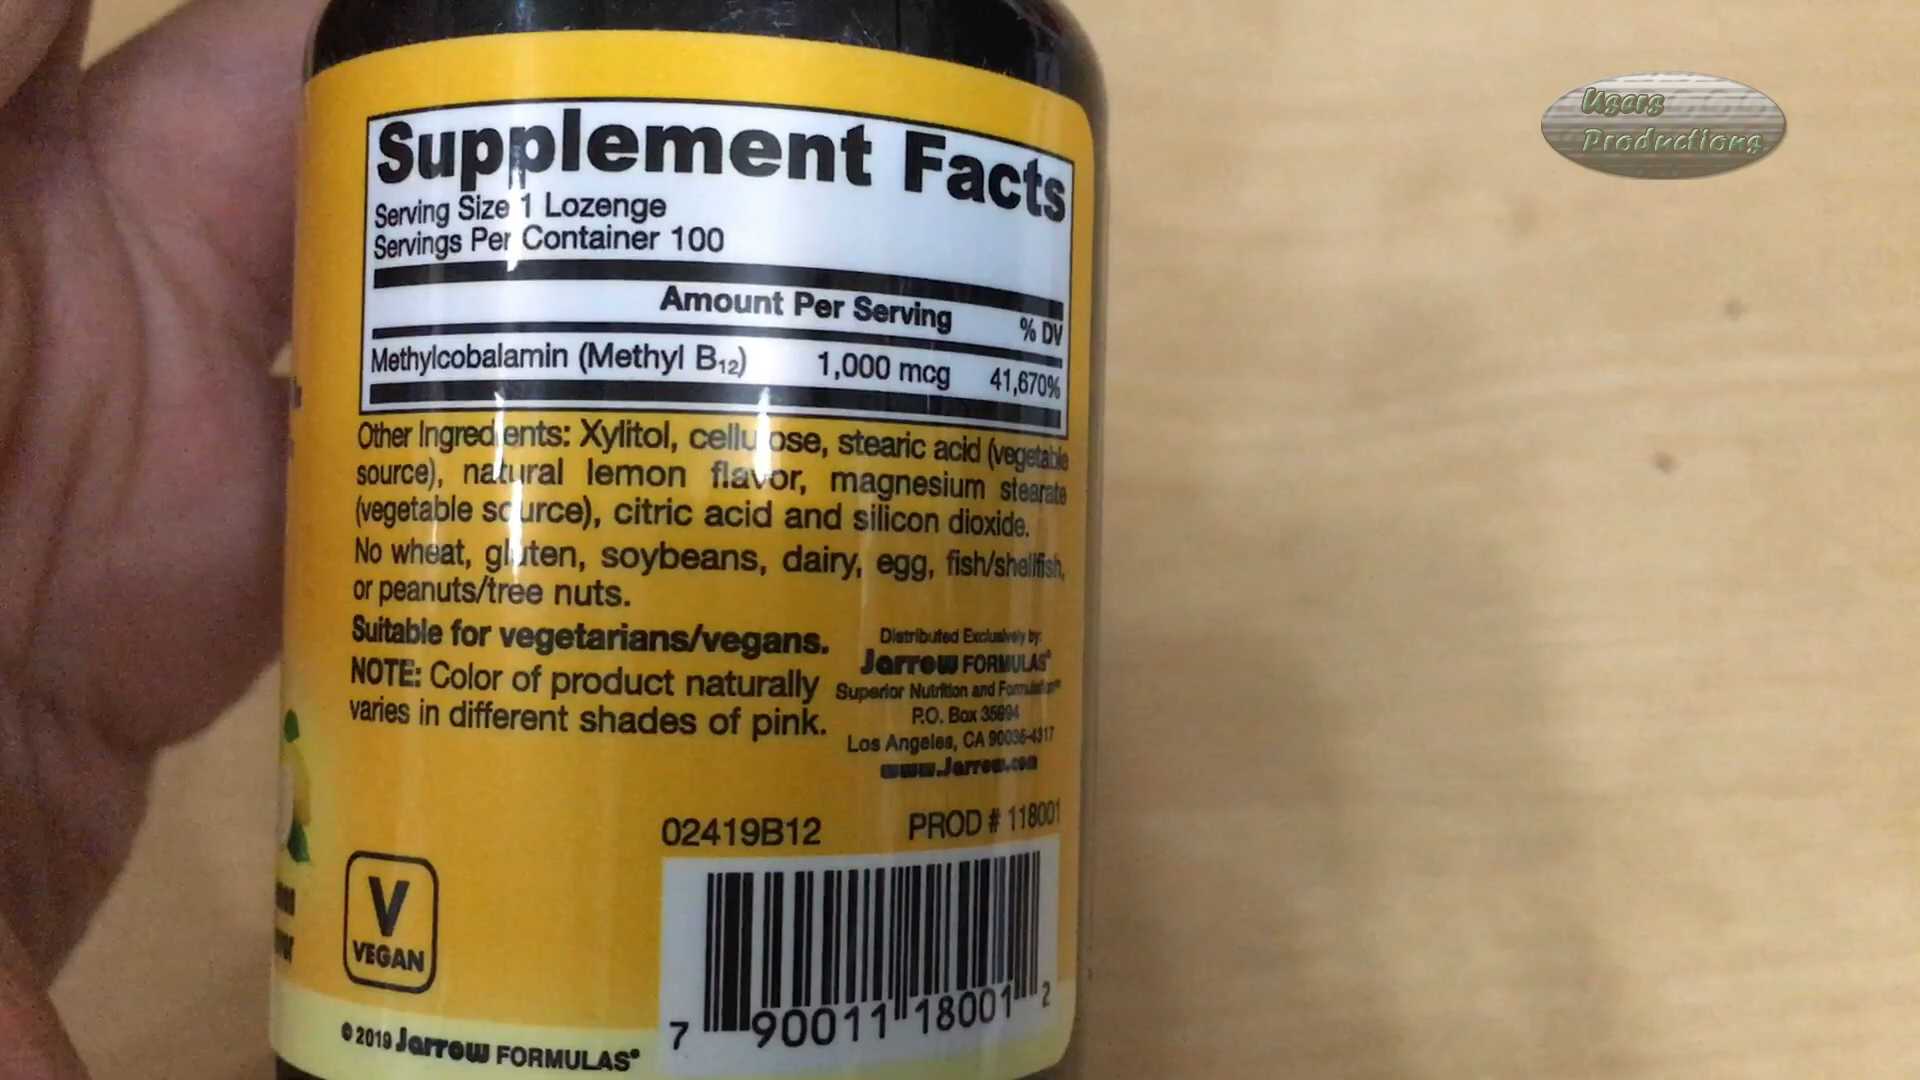 Users
Productions
Supplement Facts
Serving Size 1 Lozenge
Servings Per Container 100
Amount Per Serving % DV
Methylcobalamin (Methyl B12) 1,000 mcg 41,670%
Other Ingredients: Xylitol, cellulose, stearic acid (vegetable
source), natural lemon flavor, magnesium stearate
(vegetable source), citric acid and silicon dioxide.
No wheat, gluten, soybeans, dairy, egg, fish/shellfish,
or peanuts/tree nuts.
Suitable for vegetarians/vegans.
NOTE: Color of product naturally
varies in different shades of pink.
Distributed Exclusively by:
Jarrow FORMULAS®
Superior Nutrition and Formulation
P.O. Box
Los Angeles, CA
www.Jarrow.com
02419B12 PROD # 118001
V
VEGAN
7 90011 18001 2
© 2019 Jarrow FORMULAS®